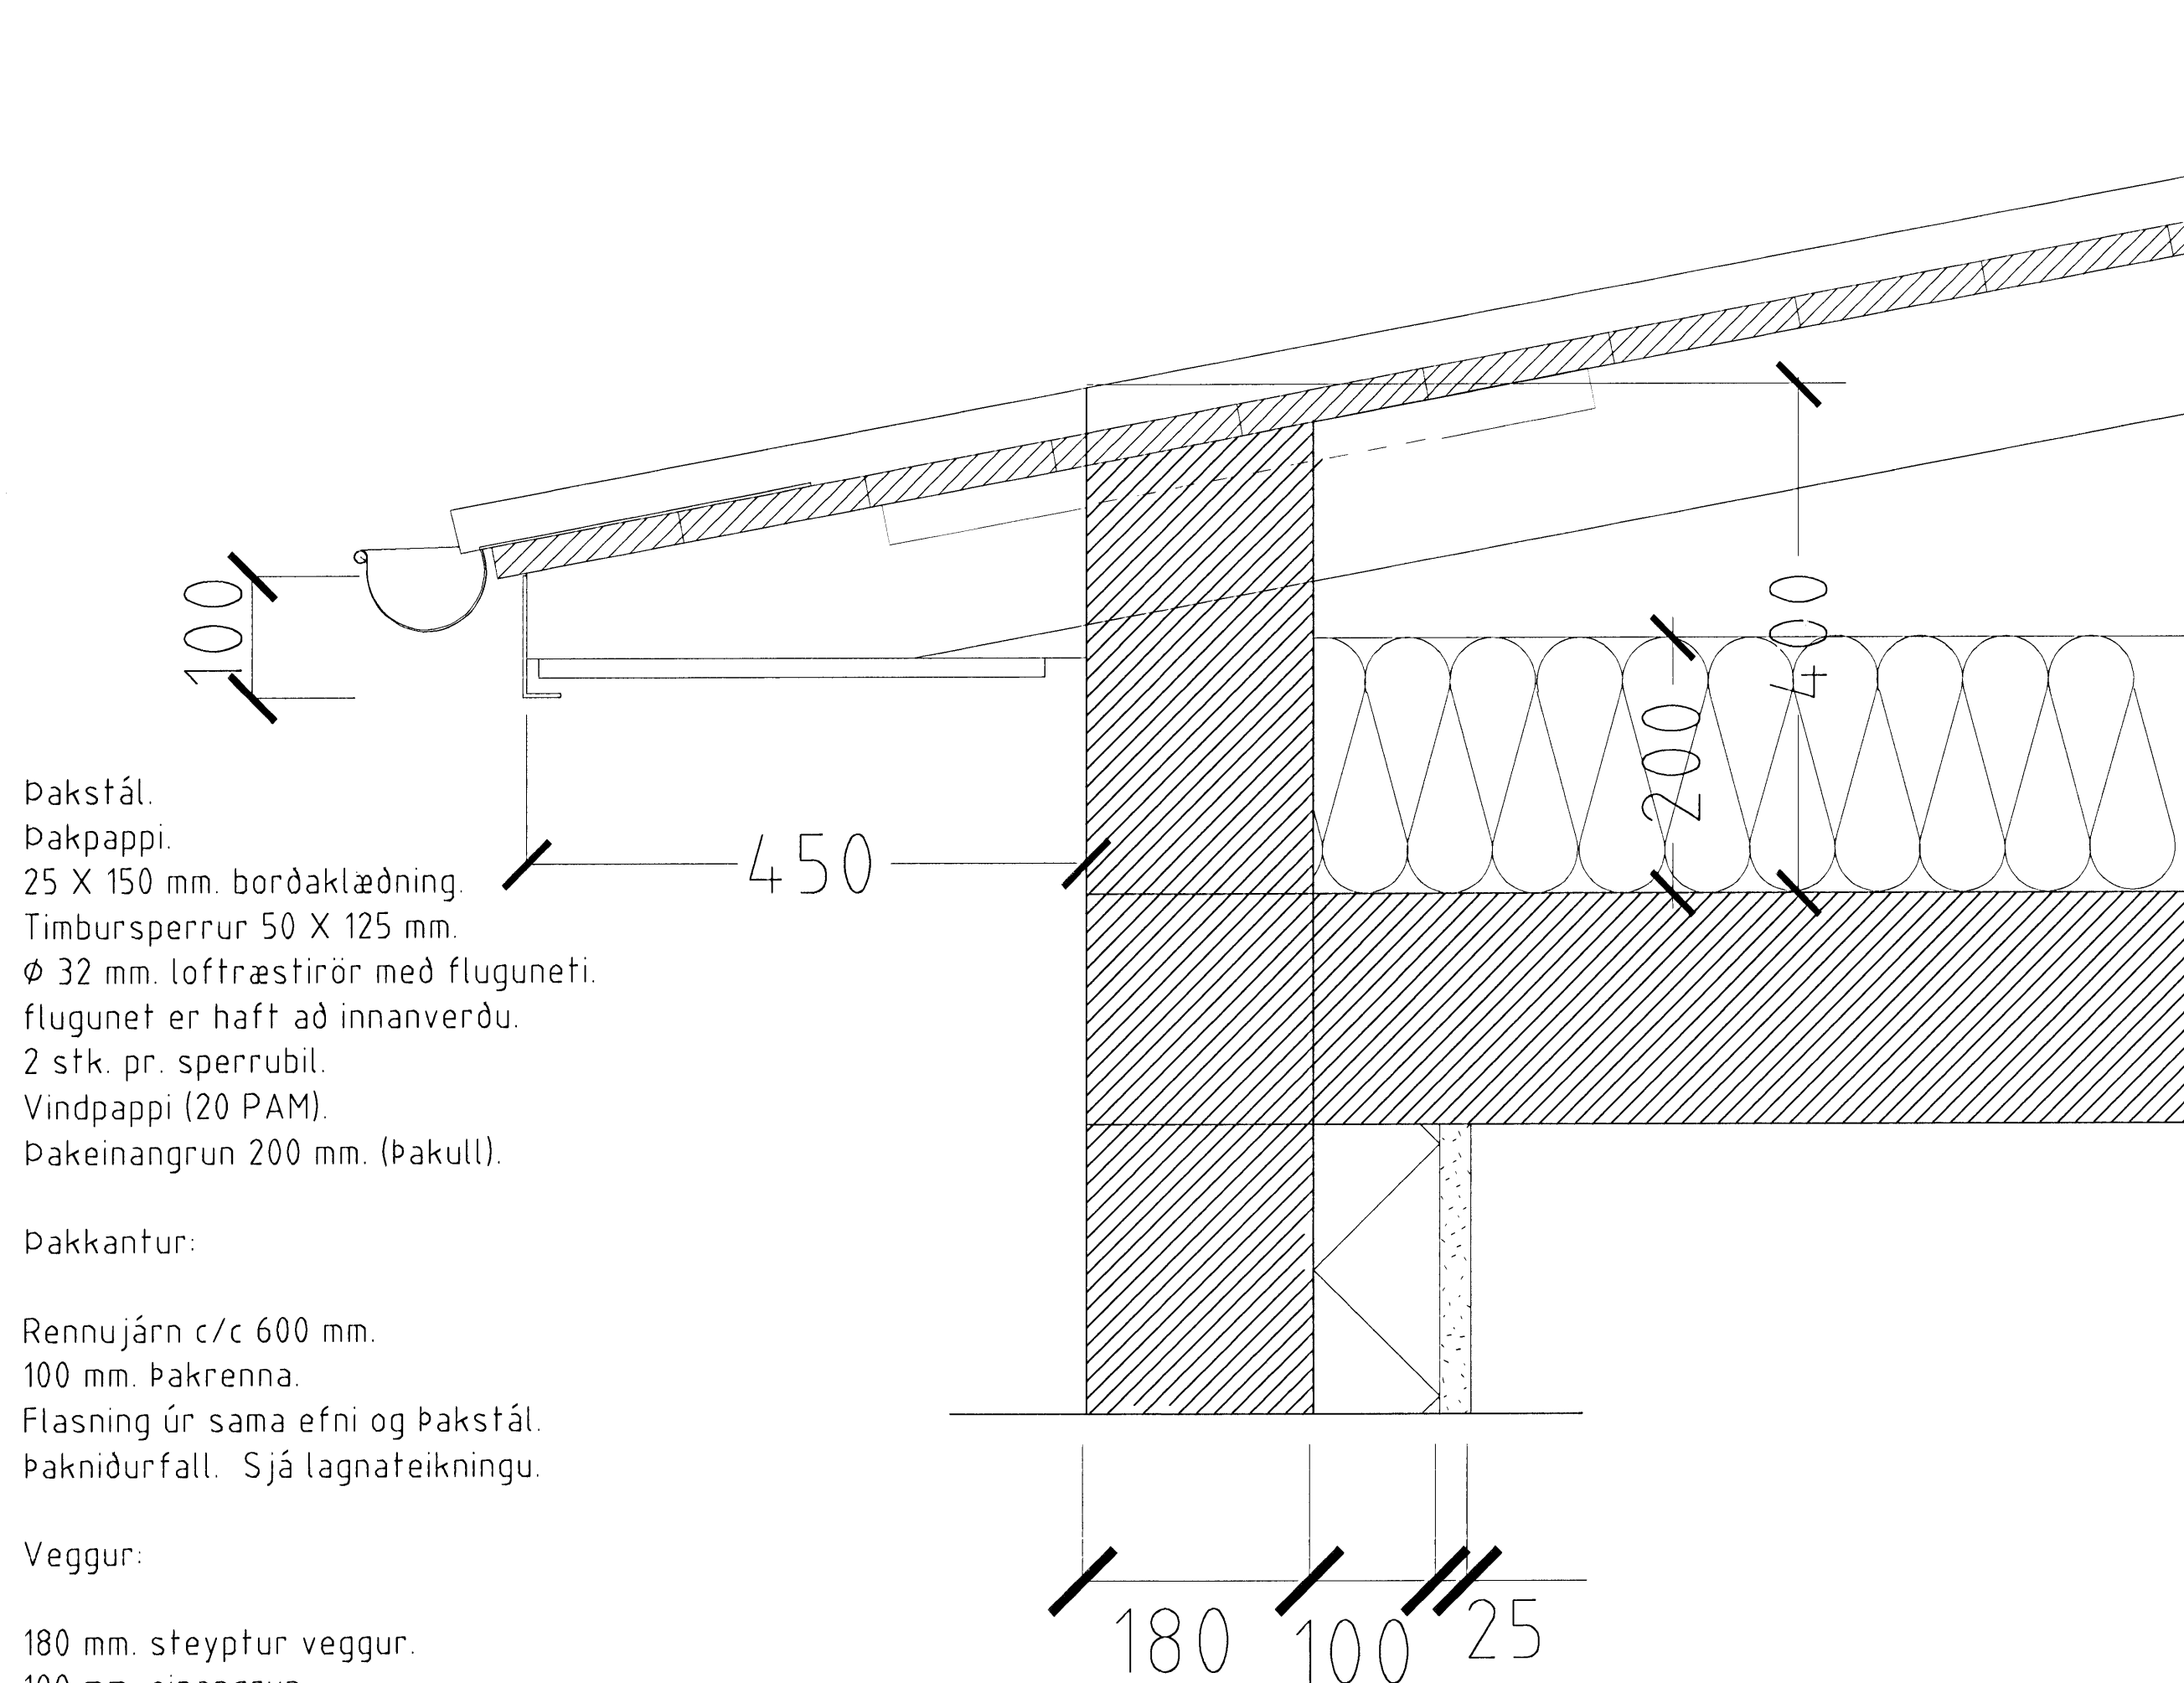 Þakstál.
Þakpappi.
25 X 150 mm. borðaklæðning.
Timbursperrur 50 X 125 mm.
Ø 32 mm. loftræstirör með fluguneti.
flugunet er haft að innanverðu.
2 stk. pr. sperrubil.
Vindpappi (20 PAM).
Þakeinangrun 200 mm. (Þakull).
Þakkantur:
Rennujárn c/c 600 mm.
100 mm. Þakrenna.
Flasning úr sama efni og Þakstál.
Þakniðurfall. Sjá lagnateikningu.
Veggur:
180 mm. steyptur veggur.
100 mm. einangrun
100
450
200
400
180
100
25